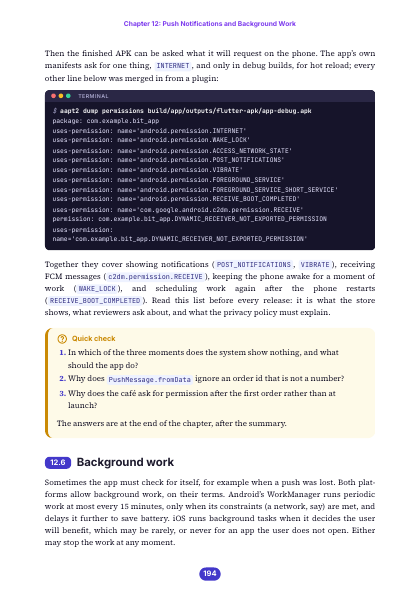 Chapter 12: Push Notifications and Background Work
Then the finished APK can be asked what it will request on the phone. The app's own
manifests ask for one thing, INTERNET, and only in debug builds, for hot reload; every
other line below was merged in from a plugin:
TERMINAL
$ aapt2 dump permissions build/app/outputs/flutter-apk/app-debug.apk
package: com.example.bit_app
uses-permission: name='android.permission.INTERNET'
uses-permission: name='android.permission.WAKE_LOCK'
uses-permission: name='android.permission.ACCESS_NETWORK_STATE'
uses-permission: name='android.permission.POST_NOTIFICATIONS'
uses-permission: name='android.permission.VIBRATE'
uses-permission: name='android.permission.FOREGROUND_SERVICE'
uses-permission: name='android.permission.FOREGROUND_SERVICE_SHORT_SERVICE'
uses-permission: name='android.permission.RECEIVE_BOOT_COMPLETED'
uses-permission: name='com.google.android.c2dm.permission.RECEIVE'
permission: com.example.bit_app.DYNAMIC_RECEIVER_NOT_EXPORTED_PERMISSION
uses-permission:
name='com.example.bit_app.DYNAMIC_RECEIVER_NOT_EXPORTED_PERMISSION'
Together they cover showing notifications (POST_NOTIFICATIONS, VIBRATE), receiving
FCM messages (c2dm.permission.RECEIVE), keeping the phone awake for a moment of
work (WAKE_LOCK), and scheduling work again after the phone restarts
(RECEIVE_BOOT_COMPLETED). Read this list before every release: it is what the store
shows, what reviewers ask about, and what the privacy policy must explain.
Quick check
1. In which of the three moments does the system show nothing, and what
should the app do?
2. Why does PushMessage.fromData ignore an order id that is not a number?
3. Why does the café ask for permission after the first order rather than at
launch?
The answers are at the end of the chapter, after the summary.
12.6 Background work
Sometimes the app must check for itself, for example when a push was lost. Both plat-
forms allow background work, on their terms. Android's WorkManager runs periodic
work at most every 15 minutes, only when its constraints (a network, say) are met, and
delays it further to save battery. iOS runs background tasks when it decides the user
will benefit, which may be rarely, or never for an app the user does not open. Either
may stop the work at any moment.
194